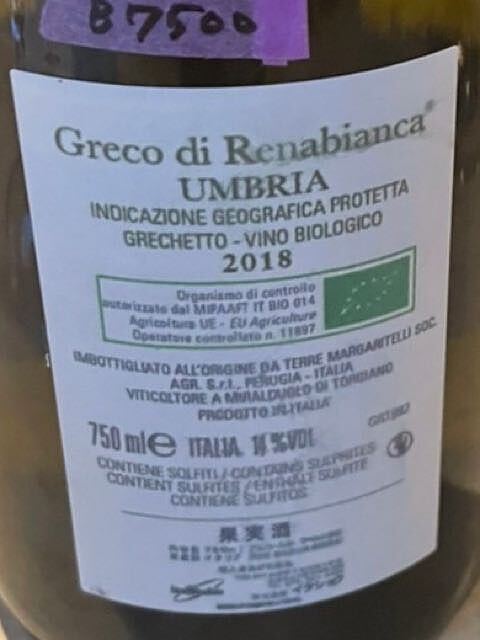 B7500
Greco di Renabianca®
UMBRIA
INDICAZIONE GEOGRAFICA PROTETTA
GRECHETTO - VINO BIOLOGICO
2018
Organismo di controllo
autorizzato dal MIPAAFT IT BIO 014
Agricoltura UE - EU Agriculture
Operatore controllato n. 11897
IMBOTTIGLIATO ALL'ORIGINE DA TERRE MARGARITELLI SOC.
AGR. S.r.l., PERUGIA - ITALIA
VITICOLTORE A MIRALDUOLO DI TORGIANO
PRODOTTO IN ITALIA
750 ml e ITALIA 14 %VOL
CONTIENE SOLFITI / CONTAINS SULPHITES
CONTIENT SULFITES / ENTHÄLT SULFITE
CONTIENE SULFITOS
果実酒